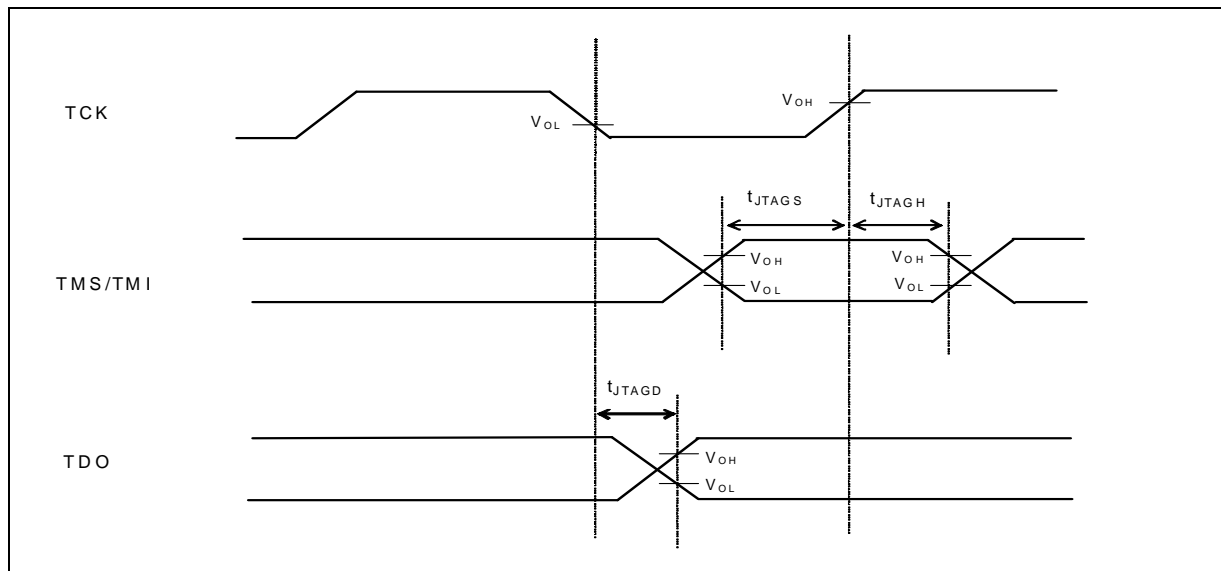 TCK
VOL
VOH
tJTAGS
tJTAGH
TMS/TMI
VOH
VOL
VOH
VOL
tJTAGD
TDO
VOH
VOL